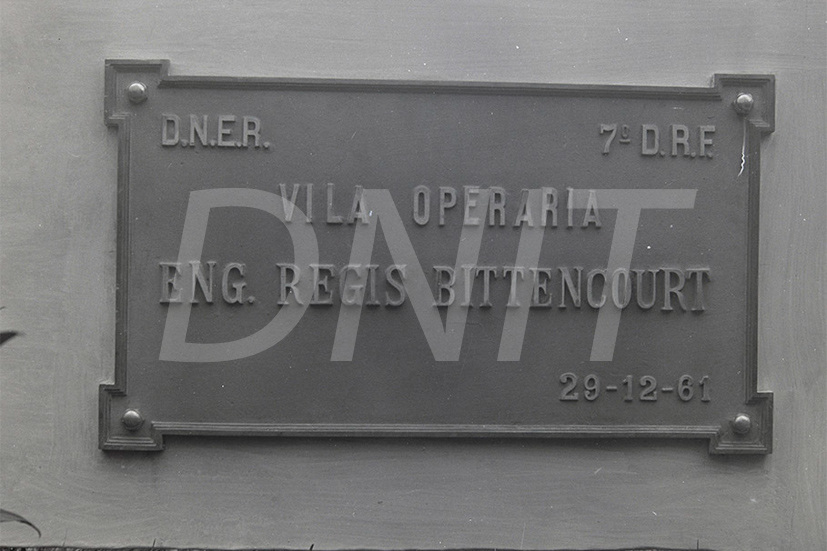 D.N.E.R. 7º D.R.F.
VILA OPERARIA
ENG. REGIS BITTENCOURT
29-12-61
DNIT